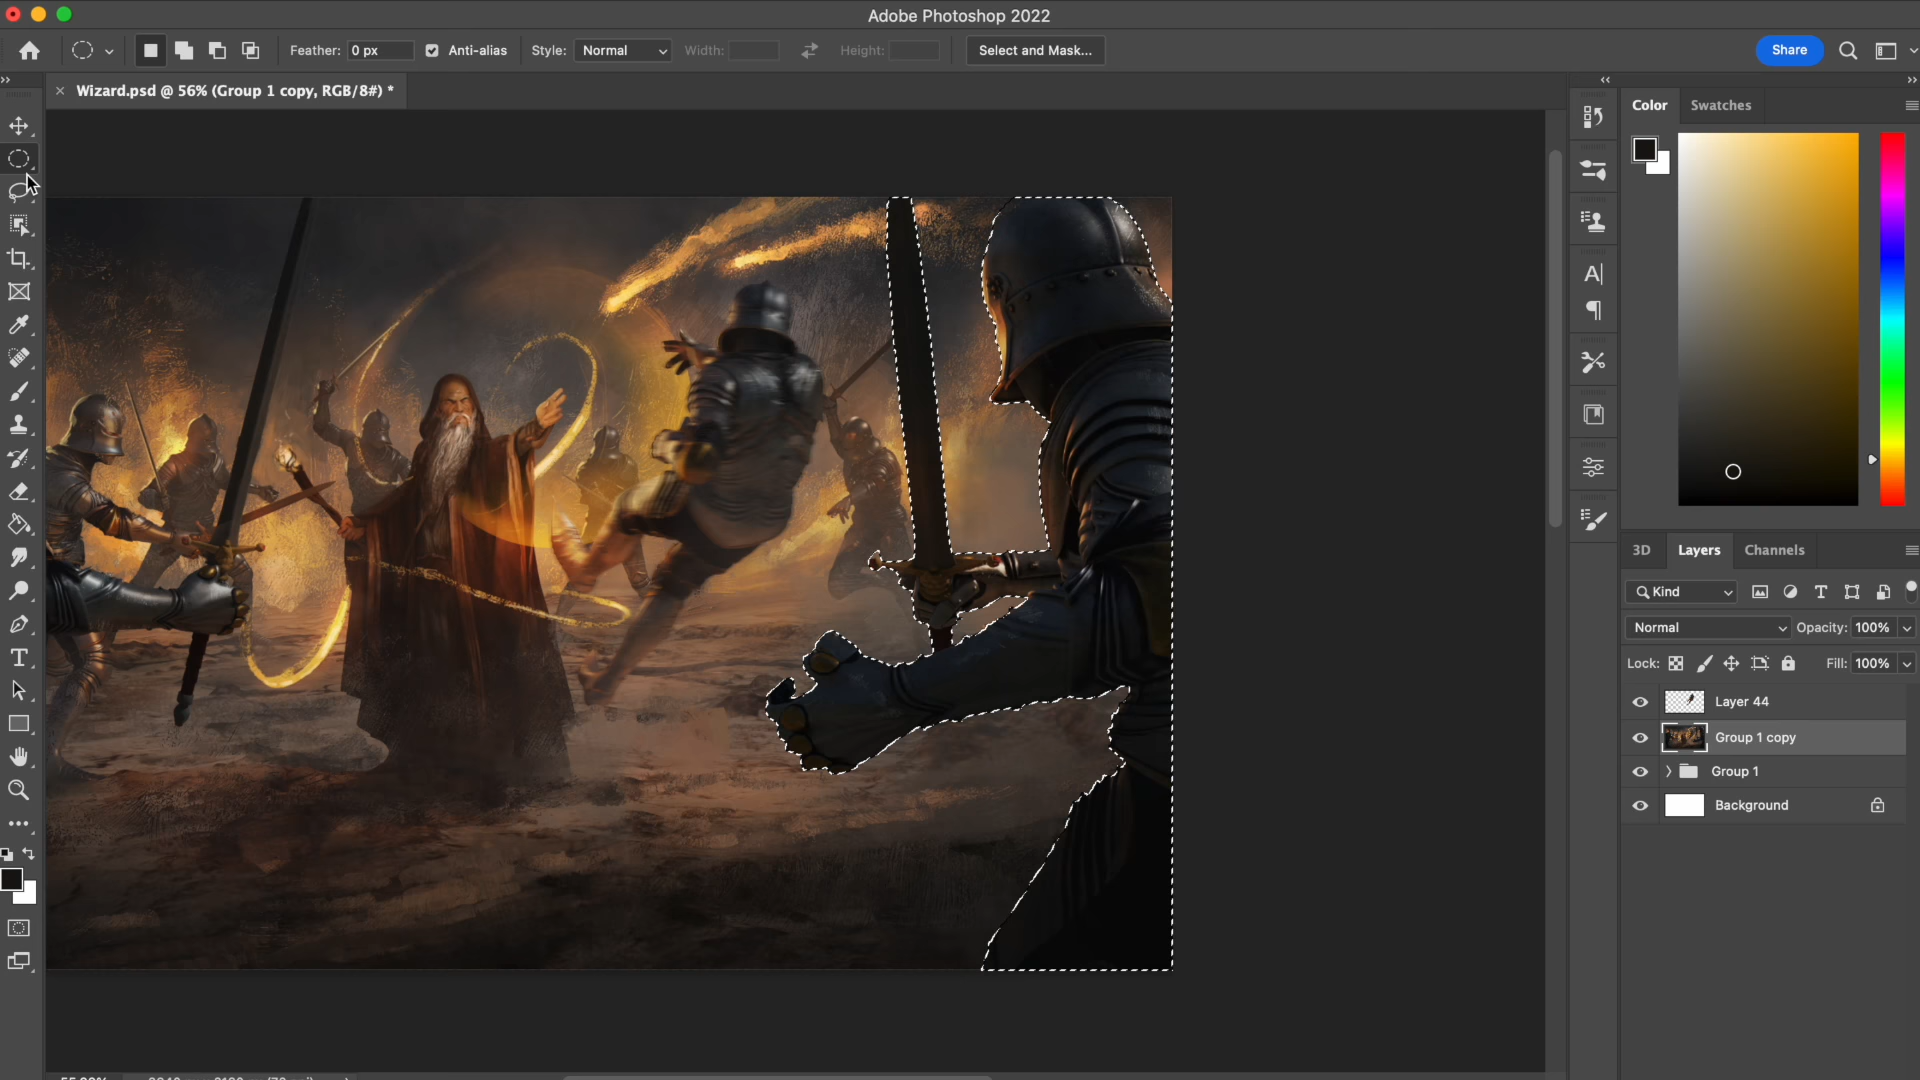 Adobe Photoshop 2022
Feather: 0 px Anti-alias Style: Normal Width: Height: Select and Mask... Share
Wizard.psd @ 56% (Group 1 copy, RGB/8#) *
Color Swatches
3D Layers Channels
Kind
Normal Opacity: 100%
Lock: Fill: 100%
Layer 44
Group 1 copy
Group 1
Background